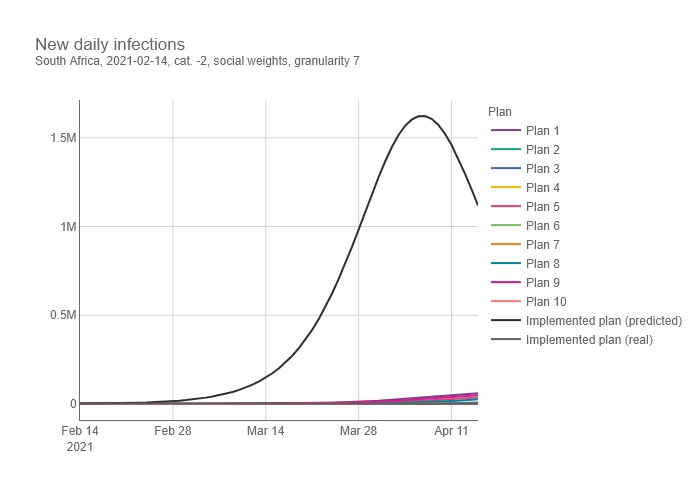 New daily infections
South Africa, 2021-02-14, cat. -2, social weights, granularity 7
Plan
Plan 1
Plan 2
Plan 3
Plan 4
Plan 5
Plan 6
Plan 7
Plan 8
Plan 9
Plan 10
Implemented plan (predicted)
Implemented plan (real)
1.5M
1M
0.5M
0
Feb 14 Feb 28 Mar 14 Mar 28 Apr 11
2021